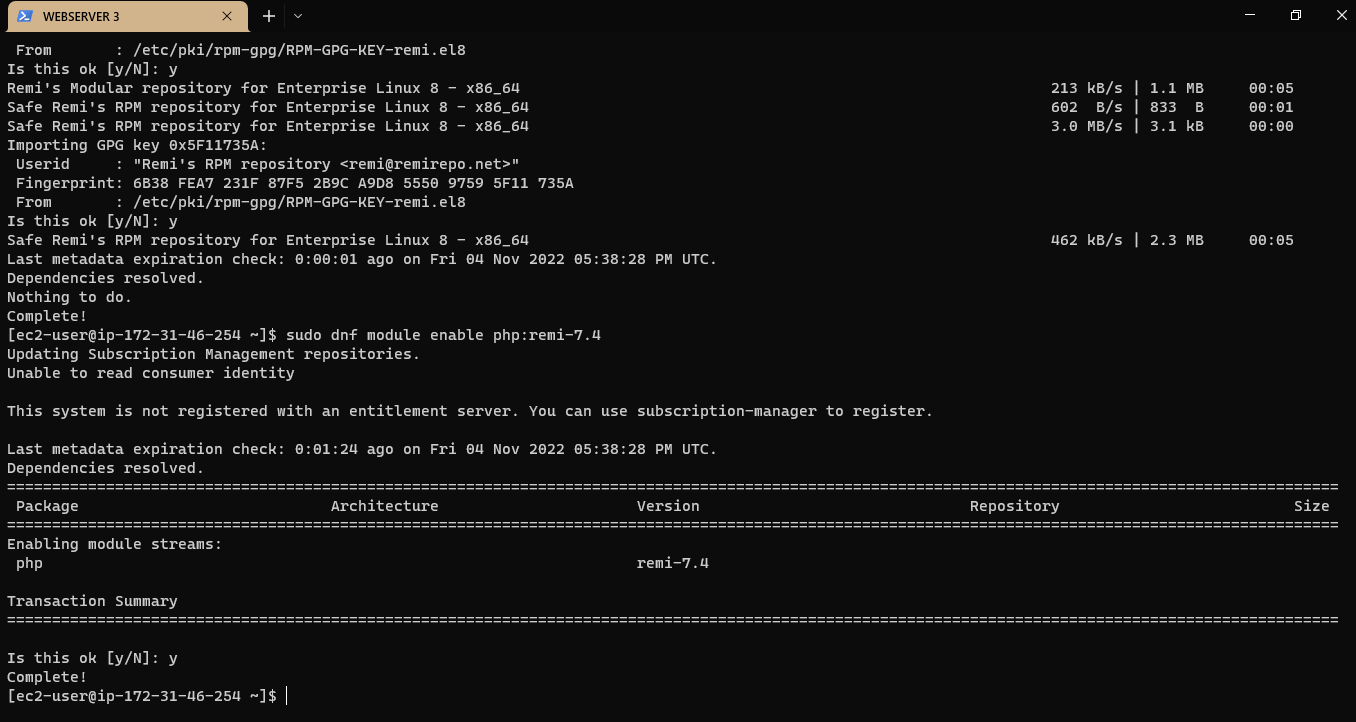 WEBSERVER 3
From : /etc/pki/rpm-gpg/RPM-GPG-KEY-remi.el8
Is this ok [y/N]: y
Remi's Modular repository for Enterprise Linux 8 - x86_64 213 kB/s | 1.1 MB 00:05
Safe Remi's RPM repository for Enterprise Linux 8 - x86_64 602 B/s | 833 B 00:01
Safe Remi's RPM repository for Enterprise Linux 8 - x86_64 3.0 MB/s | 3.1 kB 00:00
Importing GPG key 0x5F11735A:
Userid : "Remi's RPM repository <remi@remirepo.net>"
Fingerprint: 6B38 FEA7 231F 87F5 2B9C A9D8 5550 9759 5F11 735A
From : /etc/pki/rpm-gpg/RPM-GPG-KEY-remi.el8
Is this ok [y/N]: y
Safe Remi's RPM repository for Enterprise Linux 8 - x86_64 462 kB/s | 2.3 MB 00:05
Last metadata expiration check: 0:00:01 ago on Fri 04 Nov 2022 05:38:28 PM UTC.
Dependencies resolved.
Nothing to do.
Complete!
[ec2-user@ip-172-31-46-254 ~]$ sudo dnf module enable php:remi-7.4
Updating Subscription Management repositories.
Unable to read consumer identity
This system is not registered with an entitlement server. You can use subscription-manager to register.
Last metadata expiration check: 0:01:24 ago on Fri 04 Nov 2022 05:38:28 PM UTC.
Dependencies resolved.
Package Architecture Version Repository Size
Enabling module streams:
php remi-7.4
Transaction Summary
Is this ok [y/N]: y
Complete!
[ec2-user@ip-172-31-46-254 ~]$